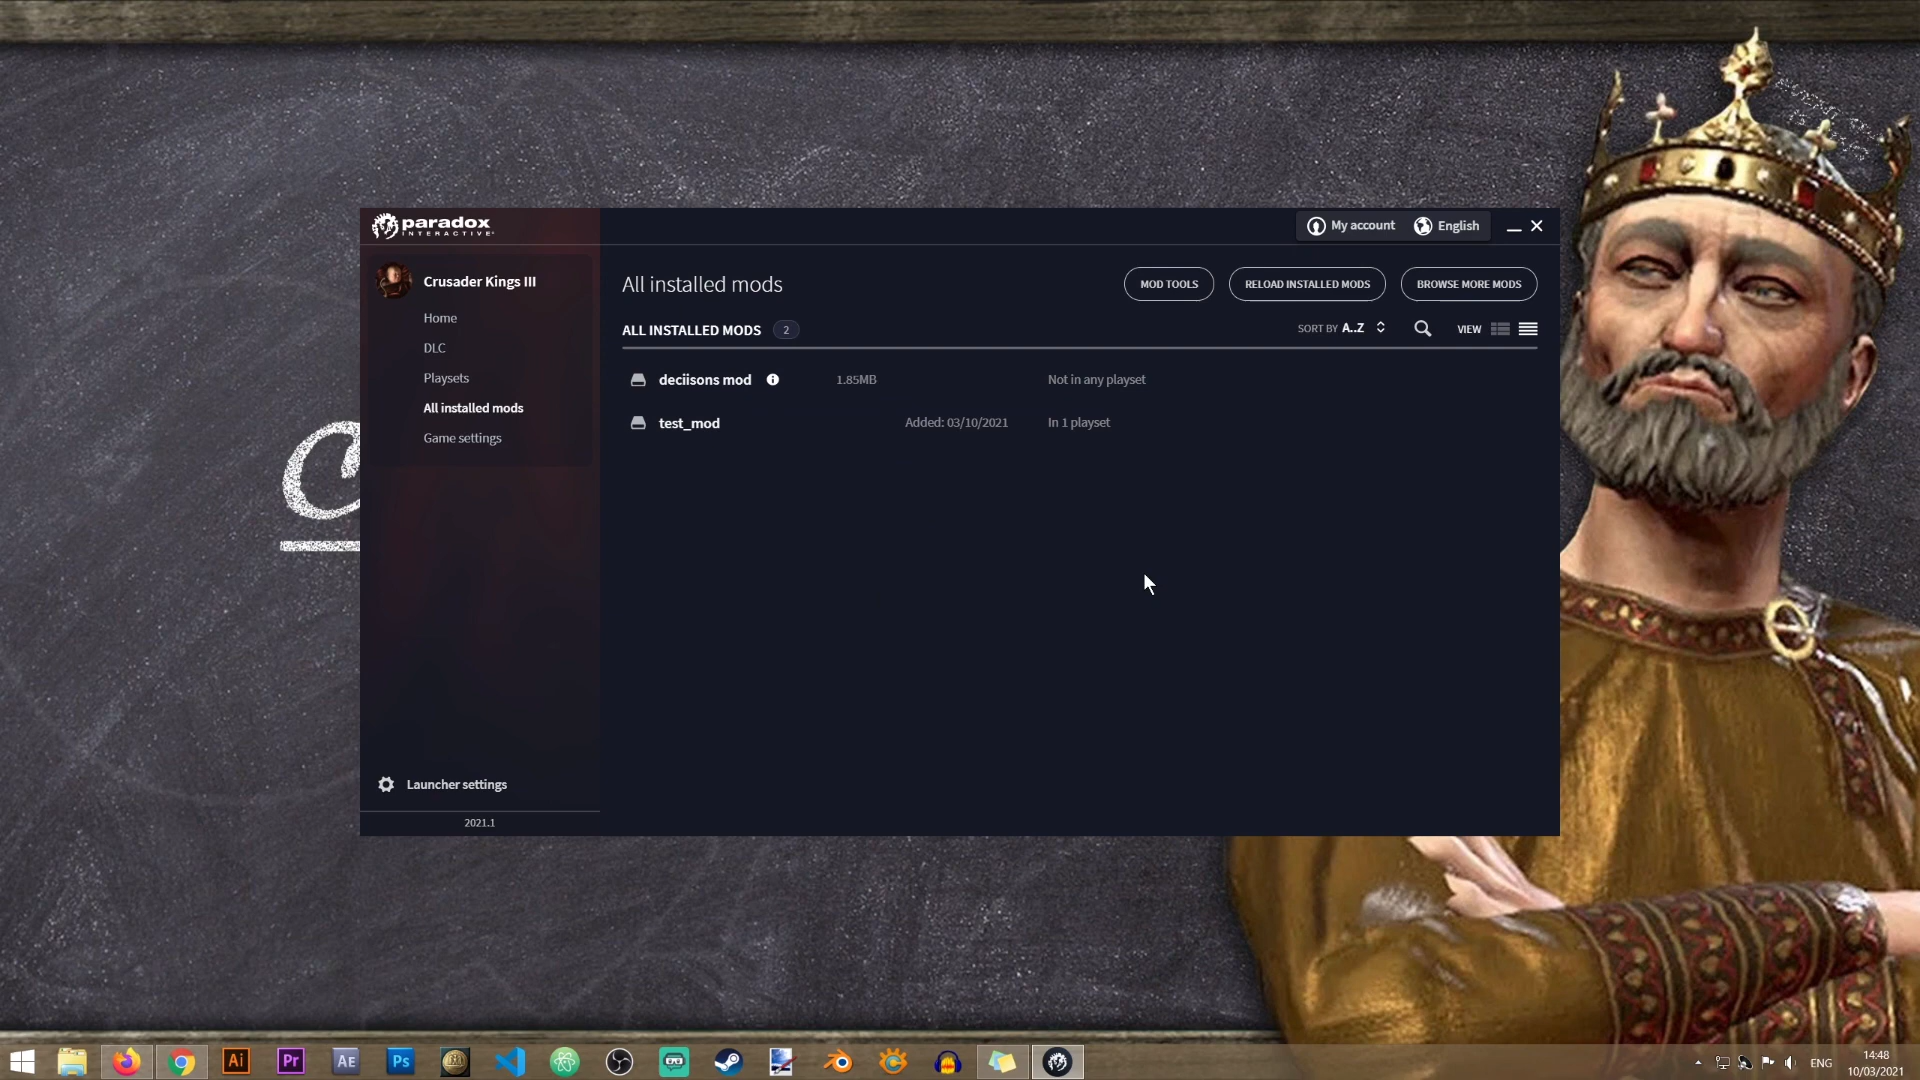 paradox
INTERACTIVE
My account
English
Crusader Kings III
Home
DLC
Playsets
All installed mods
Game settings
Launcher settings
2021.1
All installed mods
MOD TOOLS
RELOAD INSTALLED MODS
BROWSE MORE MODS
ALL INSTALLED MODS 2
SORT BY A..Z
VIEW
deciisons mod 1.85MB Not in any playset
test_mod Added: 03/10/2021 In 1 playset
C
Ai
Pr
AE
Ps
ENG
14:48
10/03/2021